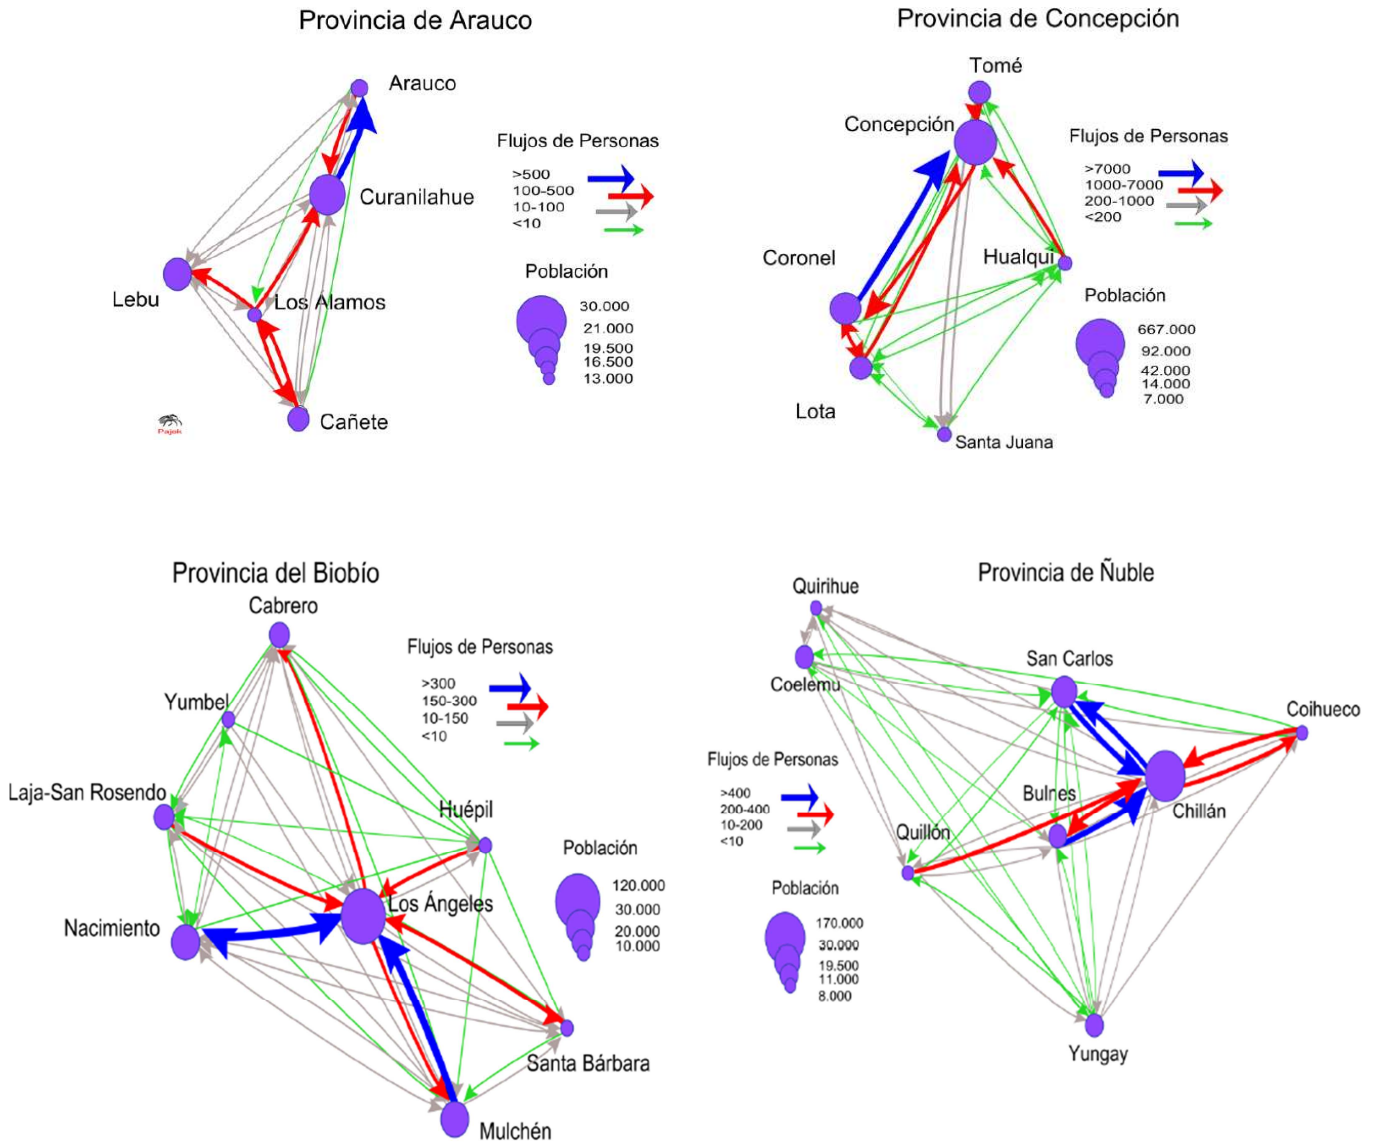 Provincia de Arauco
Arauco
Curanilahue
Lebu
Los Álamos
Cañete
Flujos de Personas
>500
100-500
10-100
<10
Población
30.000
21.000
19.500
16.500
13.000
Pajek
Provincia de Concepción
Tomé
Concepción
Coronel
Hualqui
Lota
Santa Juana
Flujos de Personas
>7000
1000-7000
200-1000
<200
Población
667.000
92.000
42.000
14.000
7.000
Provincia del Biobío
Cabrero
Yumbel
Laja-San Rosendo
Huépil
Nacimiento
Los Ángeles
Santa Bárbara
Mulchén
Flujos de Personas
>300
150-300
10-150
<10
Población
120.000
30.000
20.000
10.000
Provincia de Ñuble
Quirihue
Coelemu
San Carlos
Coihueco
Bulnes
Chillán
Quillón
Yungay
Flujos de Personas
>400
200-400
10-200
<10
Población
170.000
30.000
19.500
11.000
8.000